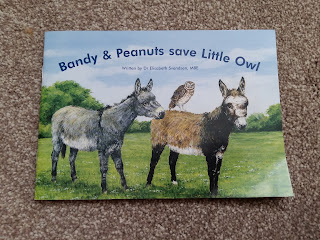 Bandy & Peanuts save Little Owl
Written by Dr Elisabeth Svendsen, MBE